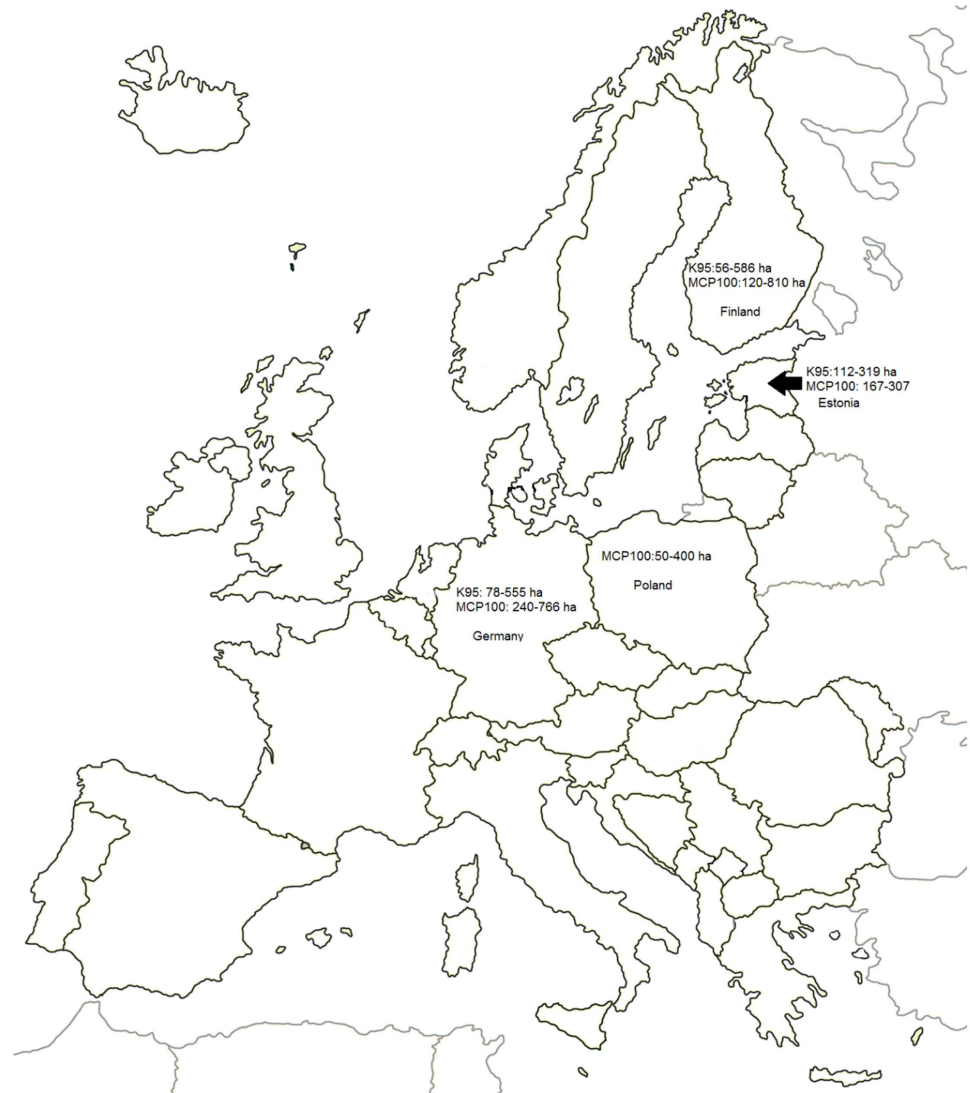 K95:56-586 ha
MCP100:120-810 ha
Finland
K95:112-319 ha
MCP100: 167-307
Estonia
MCP100:50-400 ha
Poland
K95: 78-555 ha
MCP100: 240-766 ha
Germany